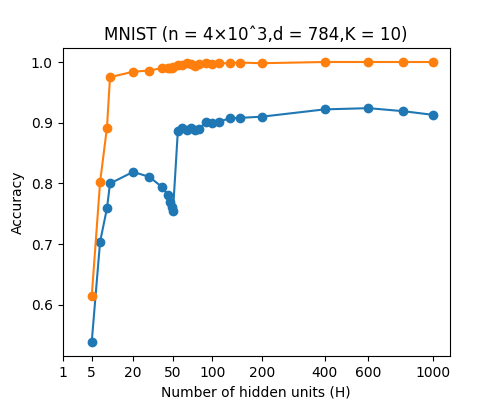 MNIST (n = 4×10ˆ3,d = 784,K = 10)
Accuracy
1.0
0.9
0.8
0.7
0.6
1 5 20 50 100 200 400 600 1000
Number of hidden units (H)